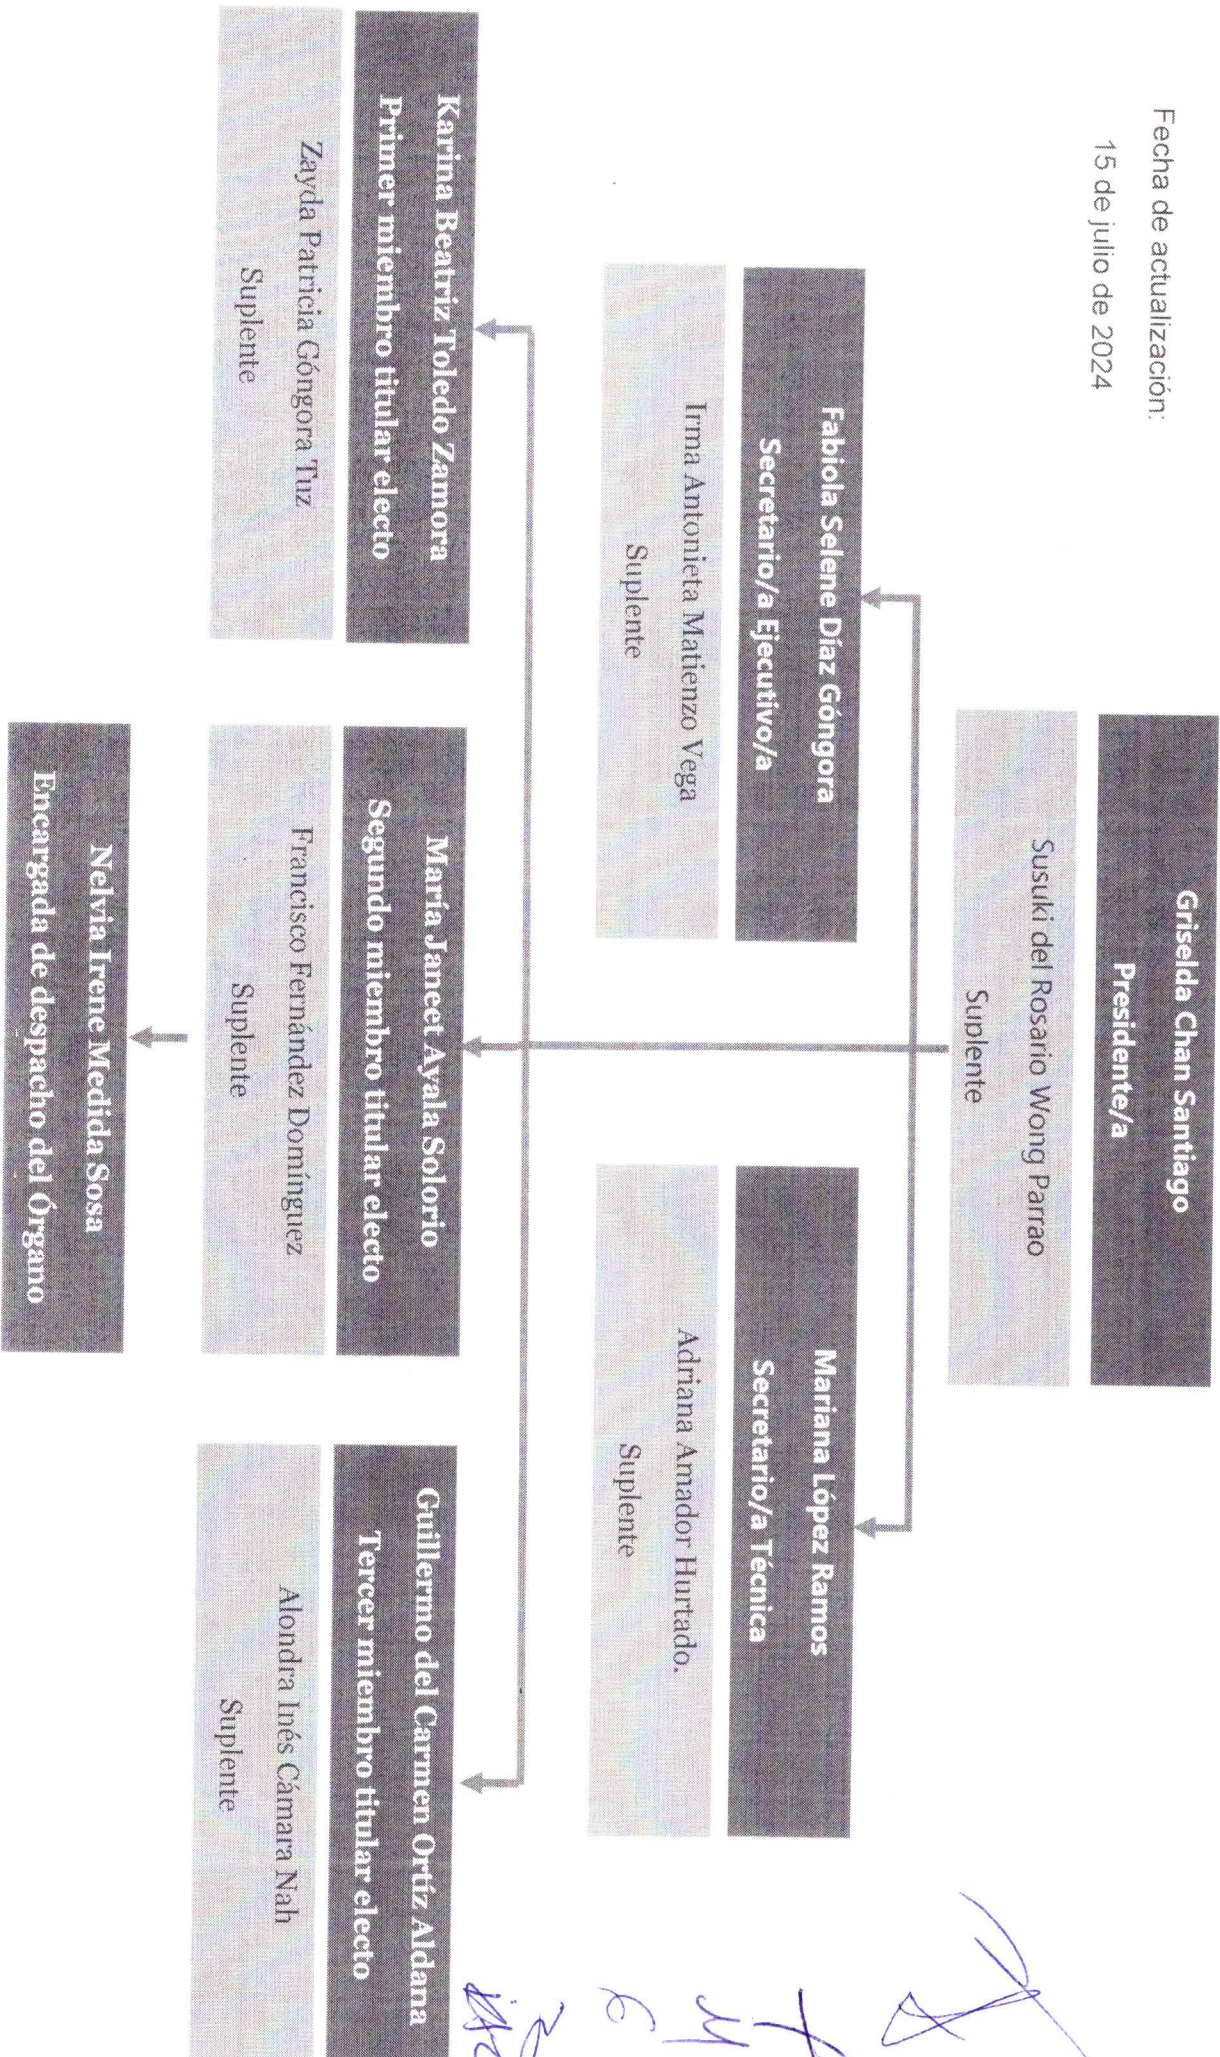 Fecha de actualización:
15 de julio de 2024
Griselda Chan Santiago
Presidente/a
Susuki del Rosario Wong Parrao
Suplente
Fabiola Selene Díaz Góngora
Secretario/a Ejecutivo/a
Irma Antonieta Matienzo Vega
Suplente
Mariana López Ramos
Secretario/a Técnica
Adriana Amador Hurtado.
Suplente
Karina Beatriz Toledo Zamora
Primer miembro titular electo
Zayda Patricia Góngora Tuz
Suplente
María Janeet Ayala Solorio
Segundo miembro titular electo
Francisco Fernández Domínguez
Suplente
Guillermo del Carmen Ortíz Aldana
Tercer miembro titular electo
Alondra Inés Cámara Nah
Suplente
Nelvia Irene Medida Sosa
Encargada de despacho del Órgano